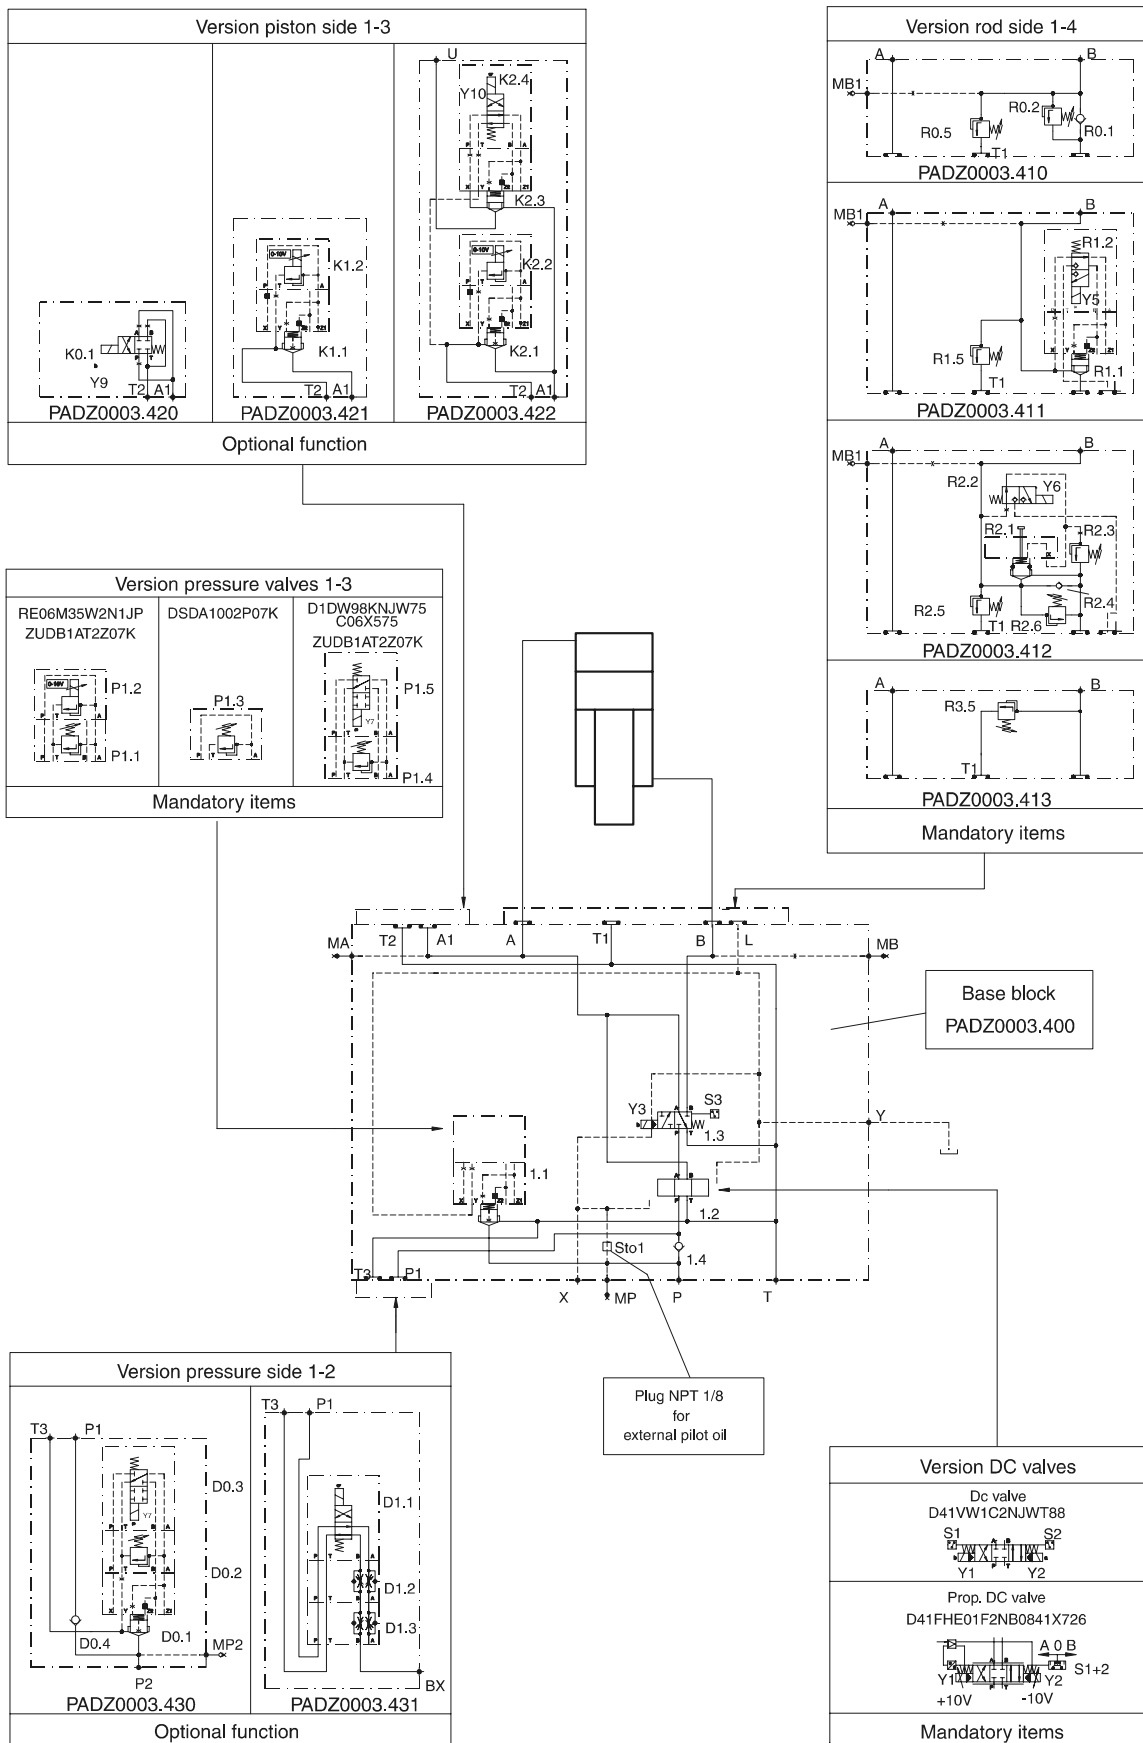 Version piston side 1-3
U
K2.4
Y10
K2.3
0-10V
K1.2
0-10V
K2.2
K0.1
Y9
K1.1
K2.1
T2 A1
T2 A1
T2 A1
PADZ0003.420
PADZ0003.421
PADZ0003.422
Optional function
Version rod side 1-4
A
B
MB1
R0.2
R0.5
R0.1
T1
PADZ0003.410
A
B
MB1
R1.2
Y5
R1.5
R1.1
T1
PADZ0003.411
A
B
MB1
R2.2
Y6
R2.1
R2.3
R2.5
R2.4
T1
R2.6
PADZ0003.412
A
B
R3.5
T1
PADZ0003.413
Mandatory items
Version pressure valves 1-3
RE06M35W2N1JP
ZUDB1AT2Z07K
DSDA1002P07K
D1DW98KNJW75
C06X575
ZUDB1AT2Z07K
0-10V
P1.2
P1.1
P1.3
P1.5
Y7
P1.4
Mandatory items
T2
A1
A
T1
B
L
MA
MB
Base block
PADZ0003.400
Y3
S3
1.3
Y
1.1
1.2
Sto1
1.4
T3
P1
X
MP
P
T
Plug NPT 1/8
for
external pilot oil
Version pressure side 1-2
T3
P1
D0.3
Y7
D0.2
D0.4
D0.1
MP2
P2
PADZ0003.430
T3
P1
D1.1
D1.2
D1.3
BX
PADZ0003.431
Optional function
Version DC valves
Dc valve
D41VW1C2NJWT88
S1
S2
Y1
Y2
Prop. DC valve
D41FHE01F2NB0841X726
A 0 B
Y1
Y2
S1+2
+10V
-10V
Mandatory items